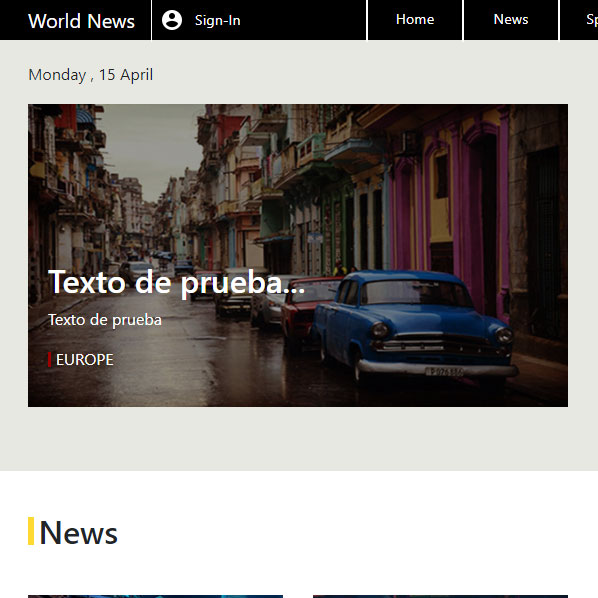 World News Sign-In Home News Sp
Monday , 15 April
Texto de prueba...
Texto de prueba
EUROPE
News